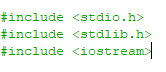 #include <stdio.h>
#include <stdlib.h>
#include <iostream>